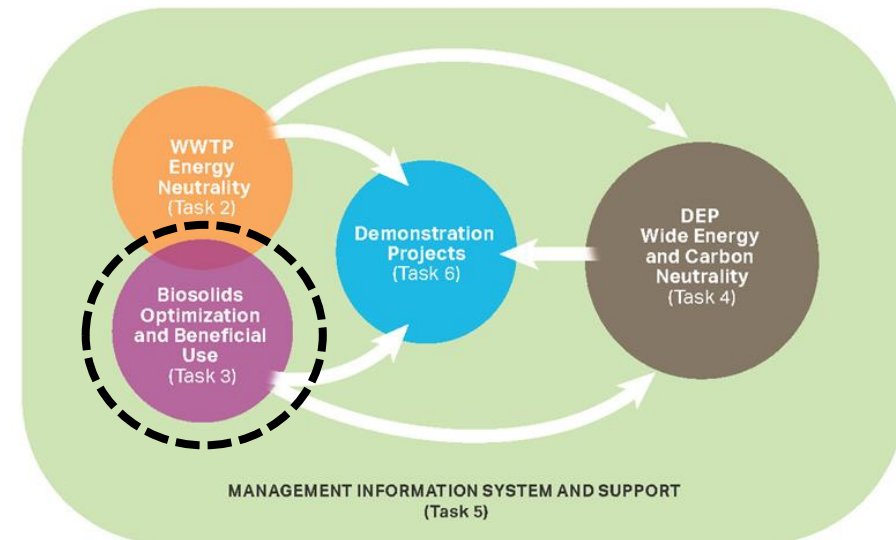 WWTP
Energy
Neutrality
(Task 2)
Biosolids
Optimization
and Beneficial
Use
(Task 3)
Demonstration
Projects
(Task 6)
DEP
Wide Energy
and Carbon
Neutrality
(Task 4)
MANAGEMENT INFORMATION SYSTEM AND SUPPORT
(Task 5)